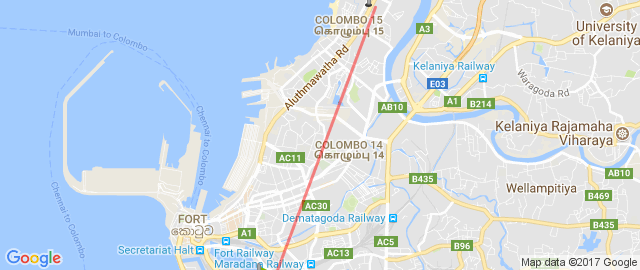 COLOMBO 15
கொழும்பு 15
University
of Kelaniya
A3
Mumbai to Colombo
Aluthmawatha Rd
Kelaniya Railway
E03
Waragoda Rd
AB10
A1
B214
Chennai to Colombo
Kelaniya Rajamaha
Viharaya
COLOMBO 14
கொழும்பு 14
AC11
AB10
B435
Wellampitiya
B469
Chennai to Colombo
AC30
FORT
කොටුව
Dematagoda Railway
B435
A1
Secretariat Halt
Fort Railway
AC13
AC5
B96
Maradana Railway
Google
Map data ©2017 Google